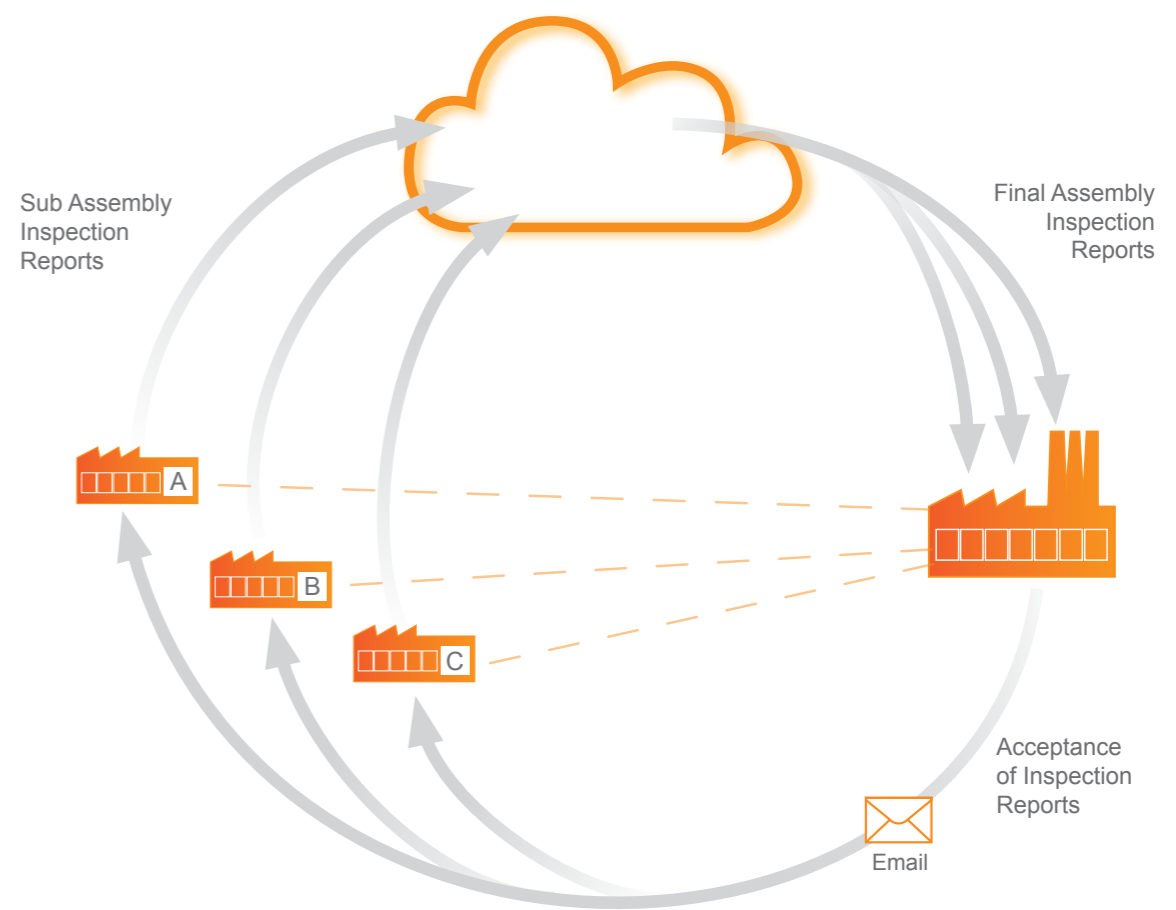 Sub Assembly
Inspection
Reports
Final Assembly
Inspection
Reports
A
B
C
Acceptance
of Inspection
Reports
Email